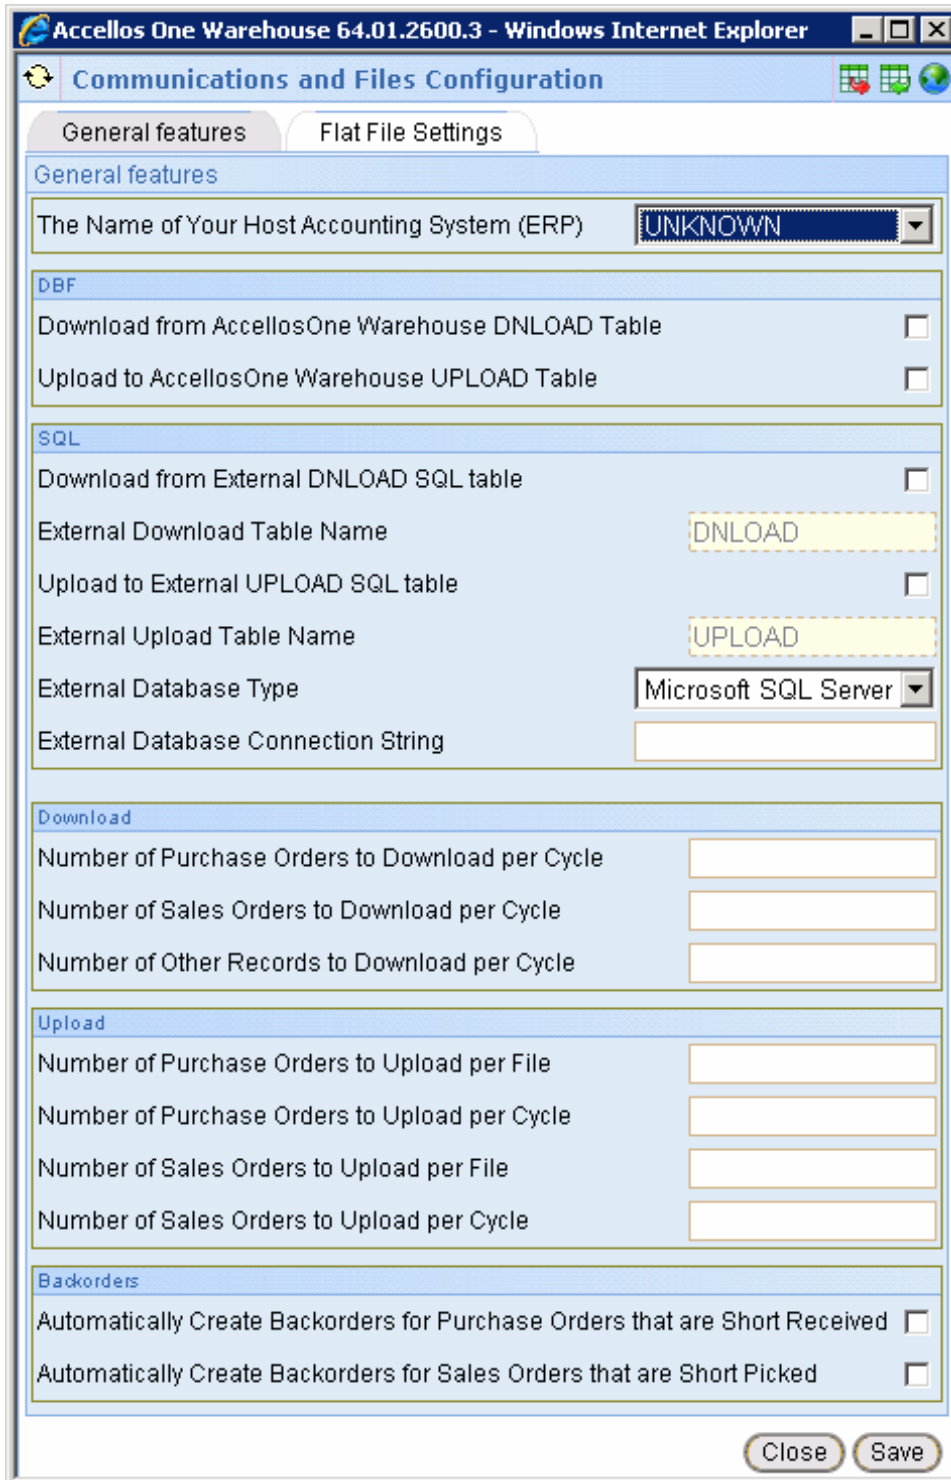 Accellos One Warehouse 64.01.2600.3 - Windows Internet Explorer
Communications and Files Configuration
General features Flat File Settings
General features
The Name of Your Host Accounting System (ERP) UNKNOWN
DBF
Download from AccellosOne Warehouse DNLOAD Table
Upload to AccellosOne Warehouse UPLOAD Table
SQL
Download from External DNLOAD SQL table
External Download Table Name DNLOAD
Upload to External UPLOAD SQL table
External Upload Table Name UPLOAD
External Database Type Microsoft SQL Server
External Database Connection String
Download
Number of Purchase Orders to Download per Cycle
Number of Sales Orders to Download per Cycle
Number of Other Records to Download per Cycle
Upload
Number of Purchase Orders to Upload per File
Number of Purchase Orders to Upload per Cycle
Number of Sales Orders to Upload per File
Number of Sales Orders to Upload per Cycle
Backorders
Automatically Create Backorders for Purchase Orders that are Short Received
Automatically Create Backorders for Sales Orders that are Short Picked
Close Save